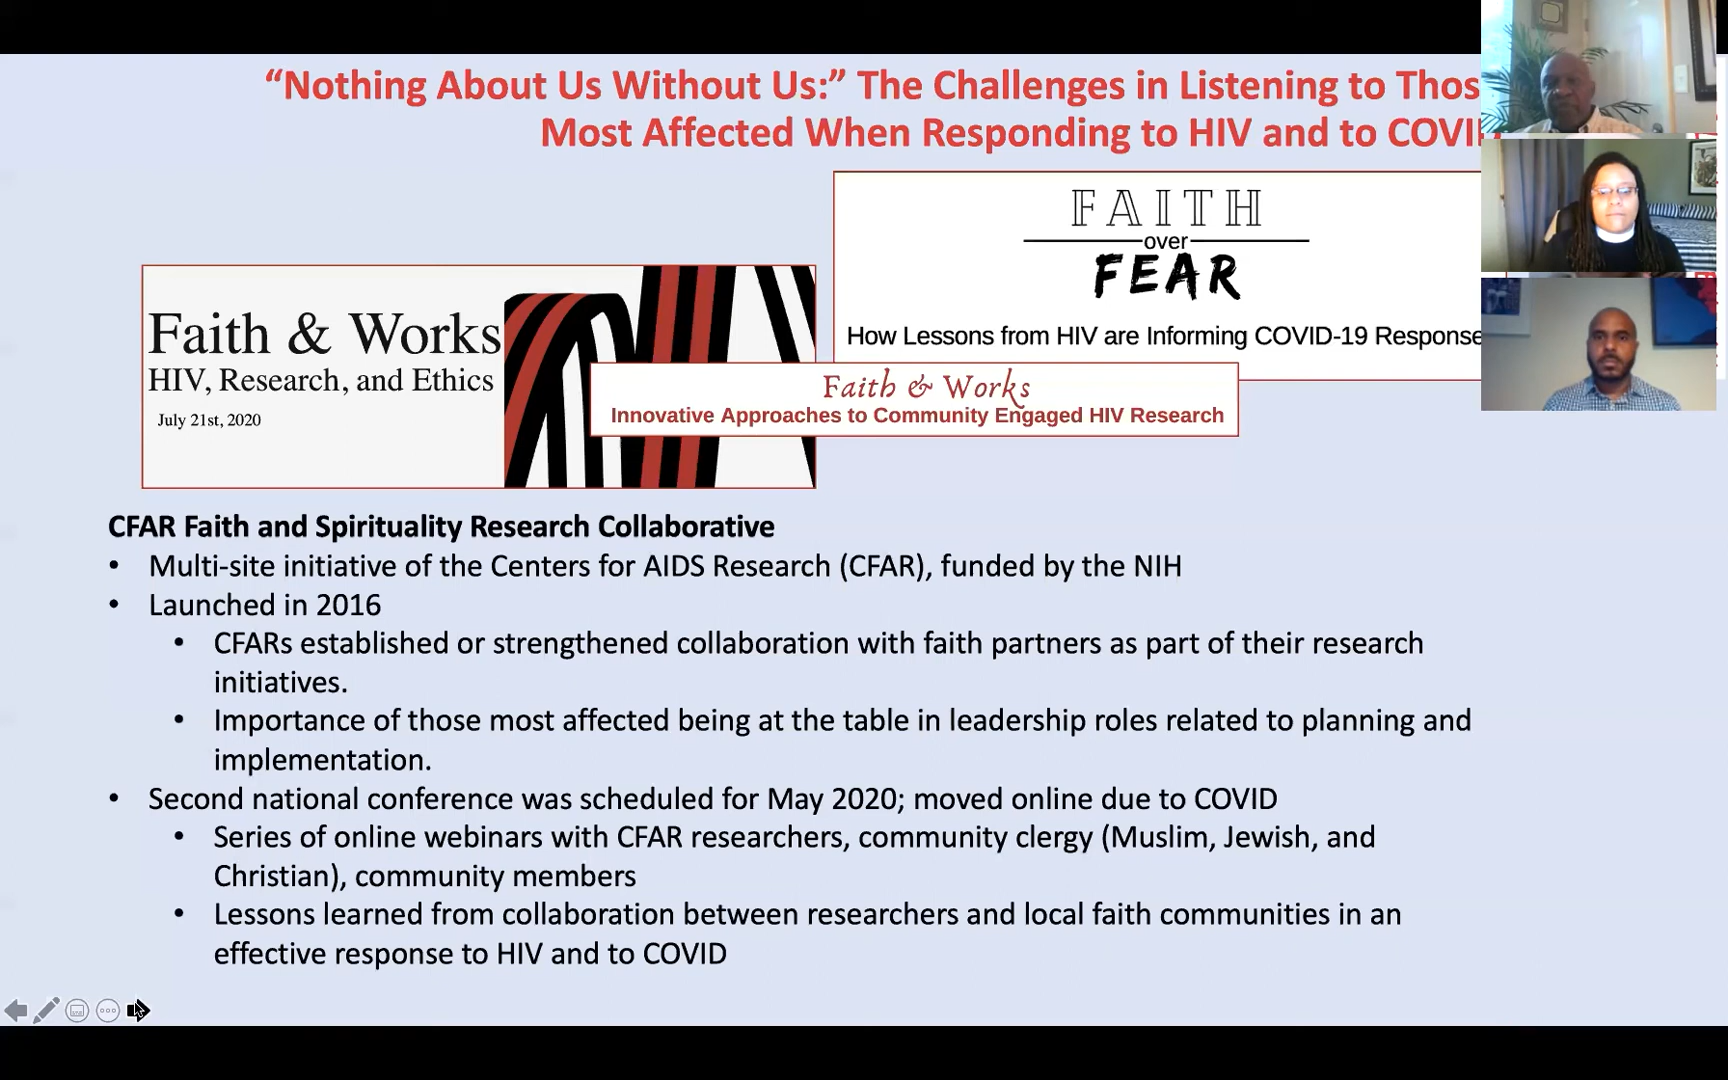 “Nothing About Us Without Us:” The Challenges in Listening to
Most Affected When Responding to HIV and to
FAITH
over
FEAR
How Lessons from HIV are Informing COVID-19 Response
Faith & Works
HIV, Research, and Ethics
July 21st, 2020
Faith & Works
Innovative Approaches to Community Engaged HIV Research
CFAR Faith and Spirituality Research Collaborative
• Multi-site initiative of the Centers for AIDS Research (CFAR), funded by the NIH
• Launched in 2016
• CFARs established or strengthened collaboration with faith partners as part of their research
initiatives.
• Importance of those most affected being at the table in leadership roles related to planning and
implementation.
• Second national conference was scheduled for May 2020; moved online due to COVID
• Series of online webinars with CFAR researchers, community clergy (Muslim, Jewish, and
Christian), community members
• Lessons learned from collaboration between researchers and local faith communities in an
effective response to HIV and to COVID